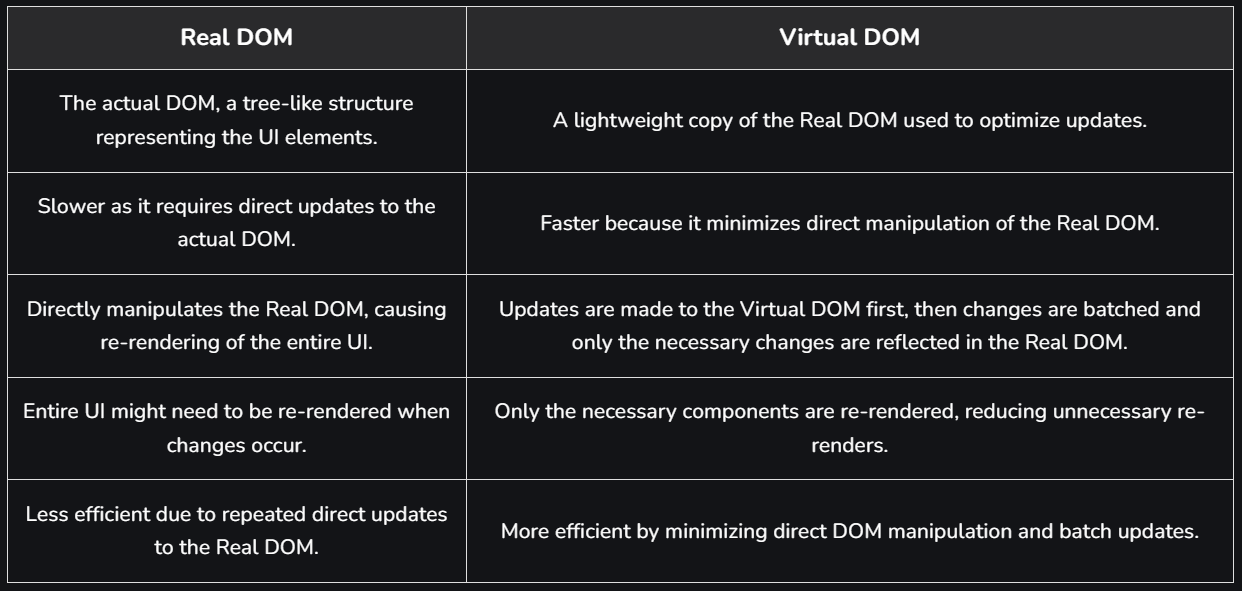 Real DOM
Virtual DOM
The actual DOM, a tree-like structure
representing the UI elements.
A lightweight copy of the Real DOM used to optimize updates.
Slower as it requires direct updates to the
actual DOM.
Faster because it minimizes direct manipulation of the Real DOM.
Directly manipulates the Real DOM, causing
re-rendering of the entire UI.
Updates are made to the Virtual DOM first, then changes are batched and
only the necessary changes are reflected in the Real DOM.
Entire UI might need to be re-rendered when
changes occur.
Only the necessary components are re-rendered, reducing unnecessary re-
renders.
Less efficient due to repeated direct updates
to the Real DOM.
More efficient by minimizing direct DOM manipulation and batch updates.